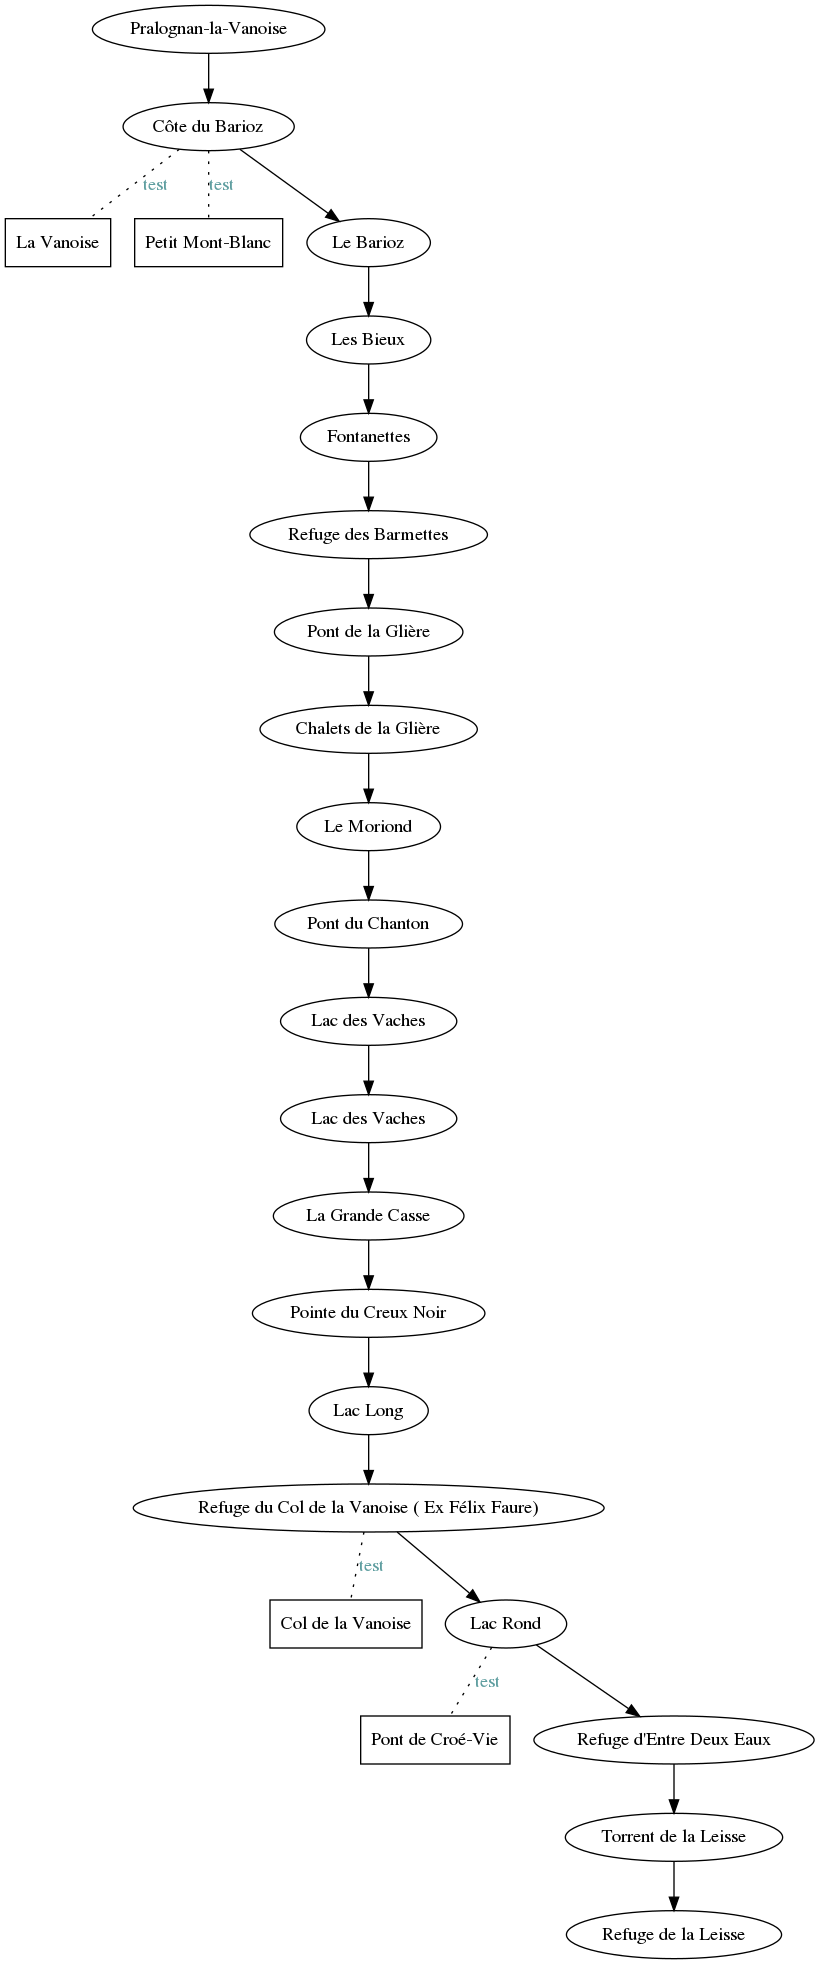 Pralognan-la-Vanoise
Côte du Barioz
test
test
La Vanoise
Petit Mont-Blanc
Le Barioz
Les Bieux
Fontanettes
Refuge des Barmettes
Pont de la Glière
Chalets de la Glière
Le Moriond
Pont du Chanton
Lac des Vaches
Lac des Vaches
La Grande Casse
Pointe du Creux Noir
Lac Long
Refuge du Col de la Vanoise ( Ex Félix Faure)
test
Col de la Vanoise
Lac Rond
test
Pont de Croé-Vie
Refuge d'Entre Deux Eaux
Torrent de la Leisse
Refuge de la Leisse